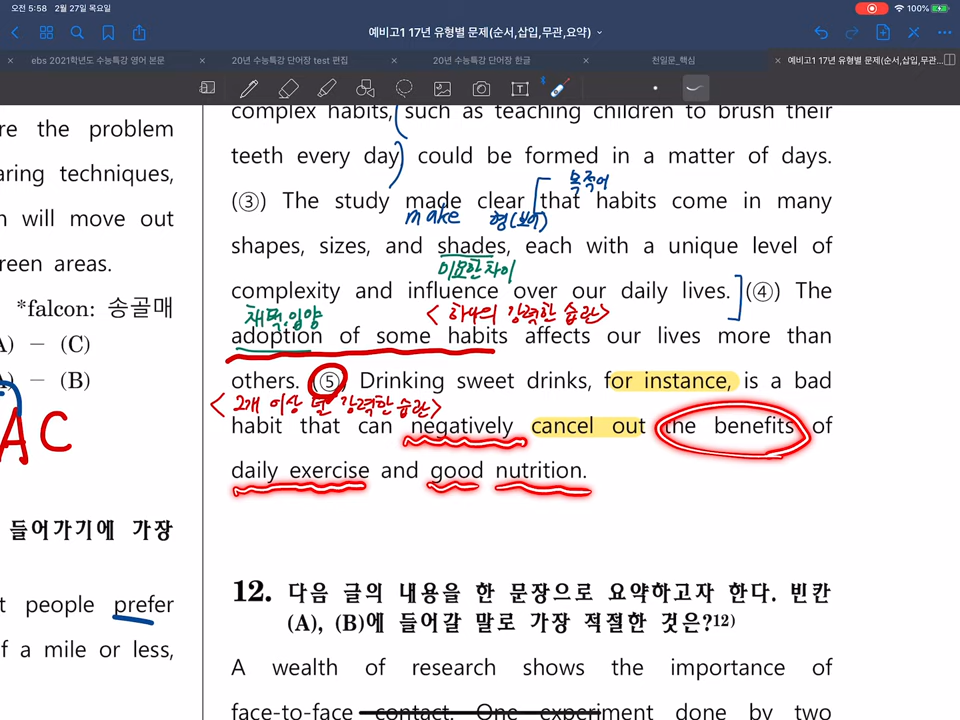 오전 5:58 2월 27일 목요일
100%
예비고1 17년 유형별 문제(순서,삽입,무관,요약)
ebs 2021학년도 수능특강 영어 본문
20년 수능특강 단어장 test 편집
20년 수능특강 단어장 한글
천일문_핵심
예비고1 17년 유형별 문제(순서,삽입,무관,...
re the problem
aring techniques,
n will move out
reen areas.
*falcon: 송골매
A) − (C)
A) − (B)
AC
들어가기에 가장
t people prefer
f a mile or less,
complex habits, such as teaching children to brush their
teeth every day could be formed in a matter of days.
목적어
(③) The study made clear that habits come in many
make 형(보어)
shapes, sizes, and shades, each with a unique level of
미묘한 차이
complexity and influence over our daily lives. (④) The
채택, 입양 <하나의 강력한 습관>
adoption of some habits affects our lives more than
others. (⑤) Drinking sweet drinks, for instance, is a bad
<2개 이상 덜 강력한 습관>
habit that can negatively cancel out the benefits of
daily exercise and good nutrition.
12. 다음 글의 내용을 한 문장으로 요약하고자 한다. 빈칸
(A), (B)에 들어갈 말로 가장 적절한 것은?12)
A wealth of research shows the importance of
face-to-face contact. One experiment done by two